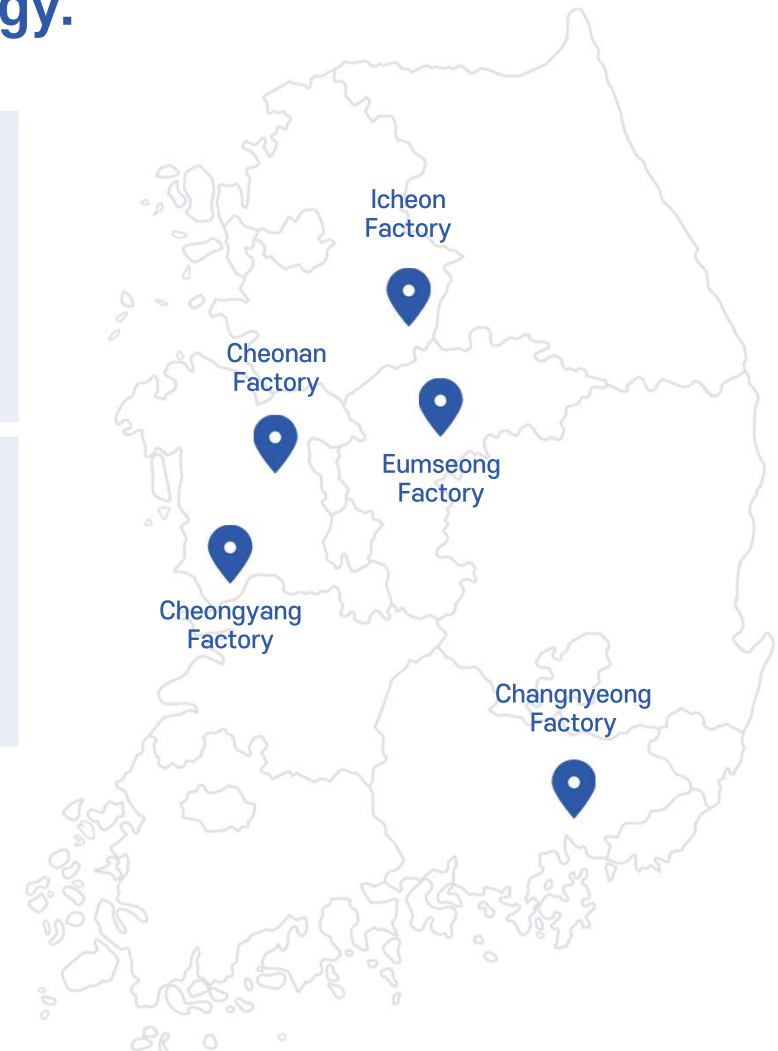 gy.
Icheon
Factory
Cheonan
Factory
Eumseong
Factory
Cheongyang
Factory
Changnyeong
Factory